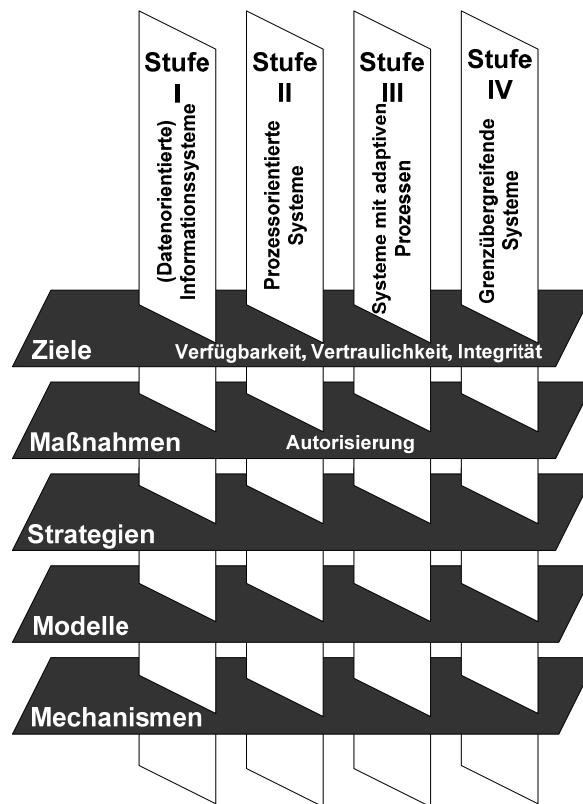 Stufe
I
(Datenorientierte)
Informationssysteme
Stufe
II
Prozessorientierte
Systeme
Stufe
III
Systeme mit adaptiven
Prozessen
Stufe
IV
Grenzübergreifende
Systeme
Ziele
Verfügbarkeit, Vertraulichkeit, Integrität
Maßnahmen
Autorisierung
Strategien
Modelle
Mechanismen